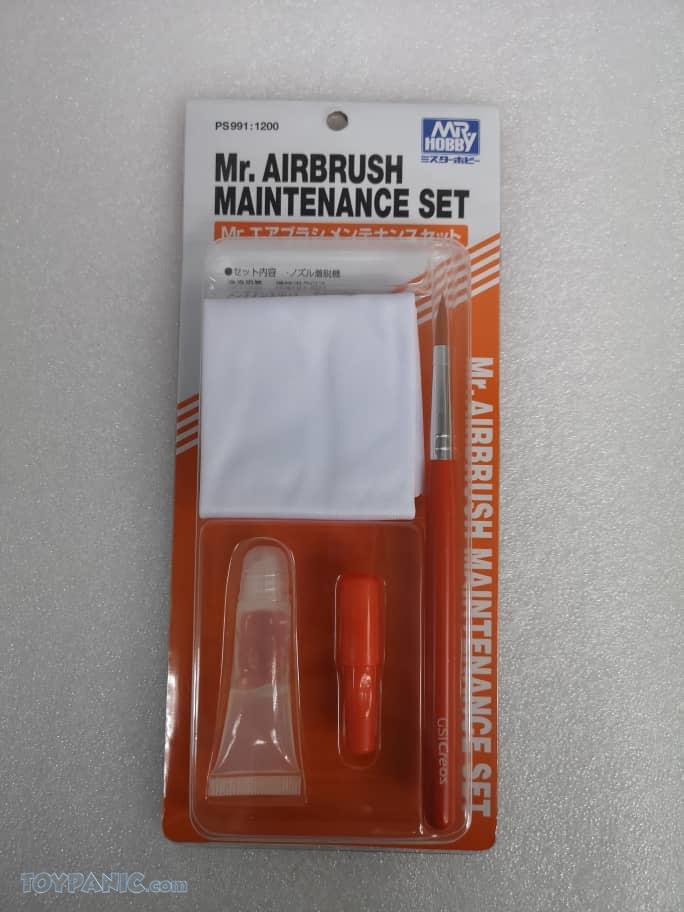 PS991:1200
MR.
HOBBY
ミスターホビー
Mr. AIRBRUSH
MAINTENANCE SET
Mr.エアブラシメンテナンスセット
●セット内容 ・ノズル着脱機
Mr. AIRBRUSH MAINTENANCE SET
GSI Creos
TOYPANIC.com